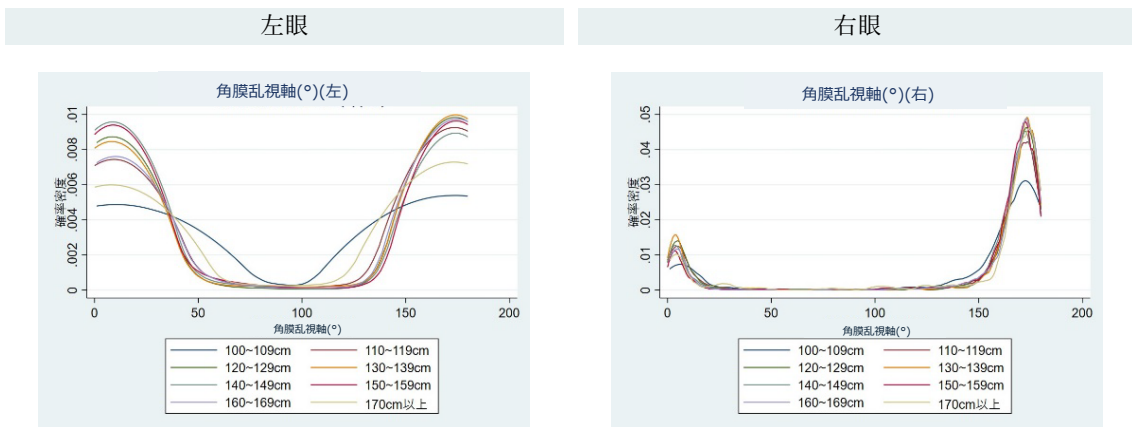 左眼
右眼
角膜乱視軸(°)(左)
確率密度
.01
.008
.006
.004
.002
0
0 50 100 150 200
角膜乱視軸(°)
100~109cm 110~119cm
120~129cm 130~139cm
140~149cm 150~159cm
160~169cm 170cm以上
角膜乱視軸(°)(右)
確率密度
.05
.04
.03
.02
.01
0
0 50 100 150 200
角膜乱視軸(°)
100~109cm 110~119cm
120~129cm 130~139cm
140~149cm 150~159cm
160~169cm 170cm以上